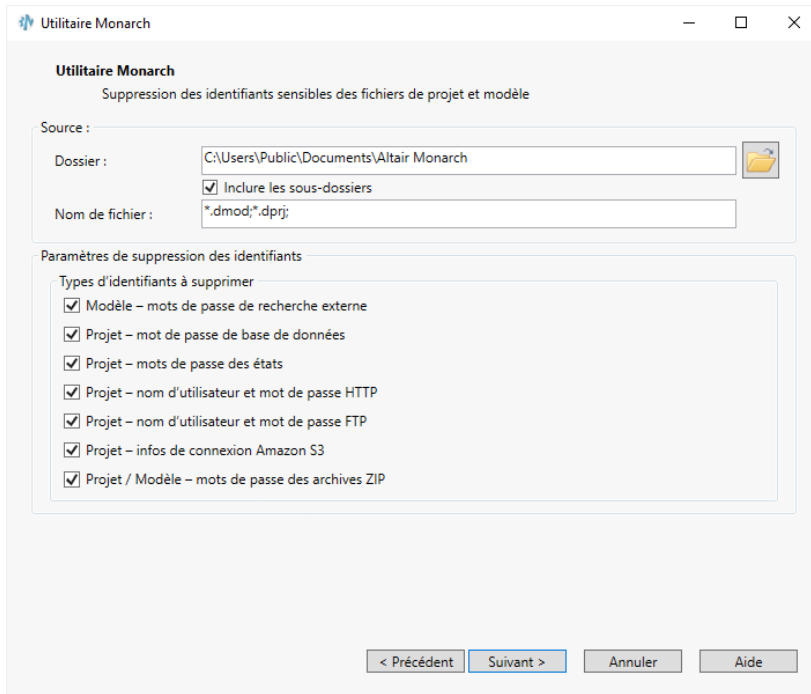 Utilitaire Monarch
Utilitaire Monarch
Suppression des identifiants sensibles des fichiers de projet et modèle
Source :
Dossier :
C:\Users\Public\Documents\Altair Monarch
Inclure les sous-dossiers
Nom de fichier :
*.dmod;*.dprj;
Paramètres de suppression des identifiants
Types d’identifiants à supprimer
Modèle – mots de passe de recherche externe
Projet – mot de passe de base de données
Projet – mots de passe des états
Projet – nom d’utilisateur et mot de passe HTTP
Projet – nom d’utilisateur et mot de passe FTP
Projet – infos de connexion Amazon S3
Projet / Modèle – mots de passe des archives ZIP
< Précédent Suivant > Annuler Aide